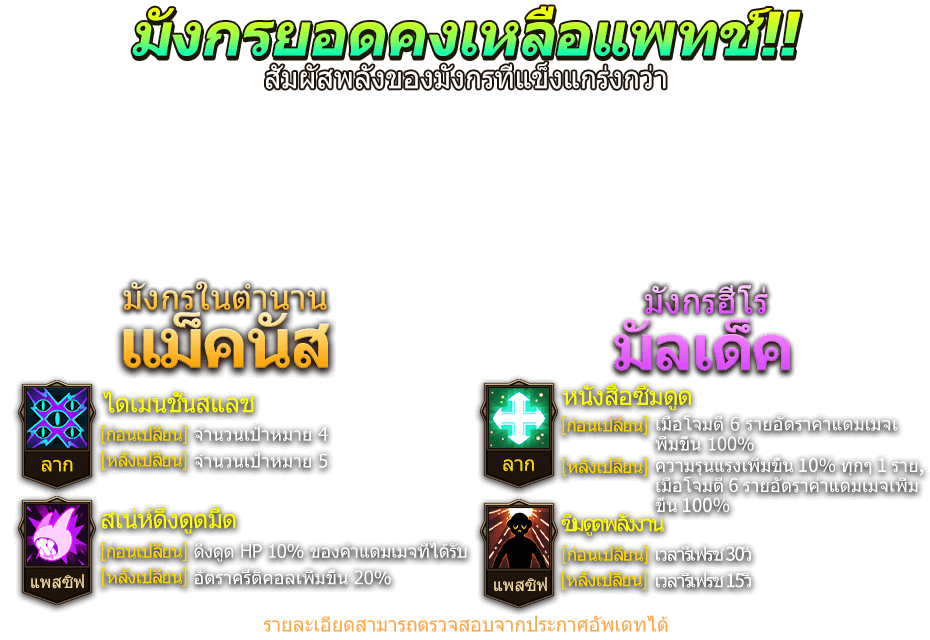 มังกรยอดคงเหลือแพทช์!!
สัมผัสพลังของมังกรที่แข็งแกร่งกว่า
มังกรในตำนาน
แม็คนัส
ไดเมนชั่นสแลช
[ก่อนเปลี่ยน] จำนวนเป้าหมาย 4
[หลังเปลี่ยน] จำนวนเป้าหมาย 5
ลาก
สเน่ห์ดึงดูดมืด
[ก่อนเปลี่ยน] ดึงดูด HP 10% ของค่าแดมเมจที่ได้รับ
[หลังเปลี่ยน] อัตราคริติคอลเพิ่มขึ้น 20%
แพสซิฟ
มังกรฮีโร่
มัลเด็ค
หนังสือซึมดูด
[ก่อนเปลี่ยน] เมื่อโจมตี 6 รายอัตราค่าแดมเมจเ
พิ่มขึ้น 100%
[หลังเปลี่ยน] ความรุนแรงเพิ่มขึ้น 10% ทุกๆ 1 ราย,
เมื่อโจมตี 6 รายอัตราค่าแดมเมจเพิ่ม
ขึ้น 100%
ลาก
ซึมดูดพลังงาน
[ก่อนเปลี่ยน] เวลารีเฟรช 30วิ
[หลังเปลี่ยน] เวลารีเฟรช 15วิ
แพสซิฟ
รายละเอียดสามารถตรวจสอบจากประกาศอัพเดทได้